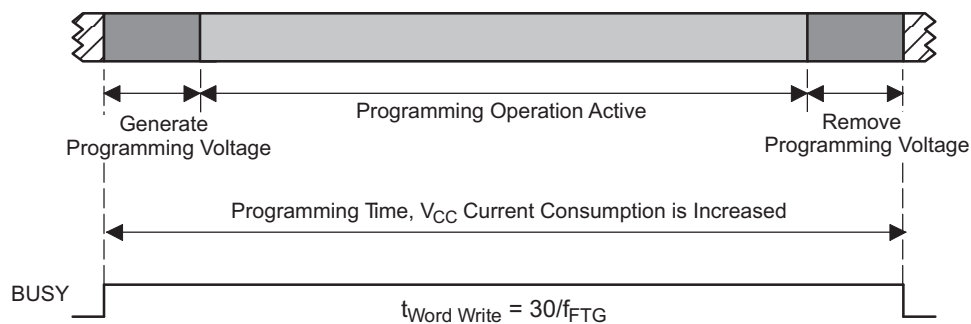 Generate
Programming Voltage
Programming Operation Active
Remove
Programming Voltage
Programming Time, VCC Current Consumption is Increased
BUSY
tWord Write = 30/fFTG